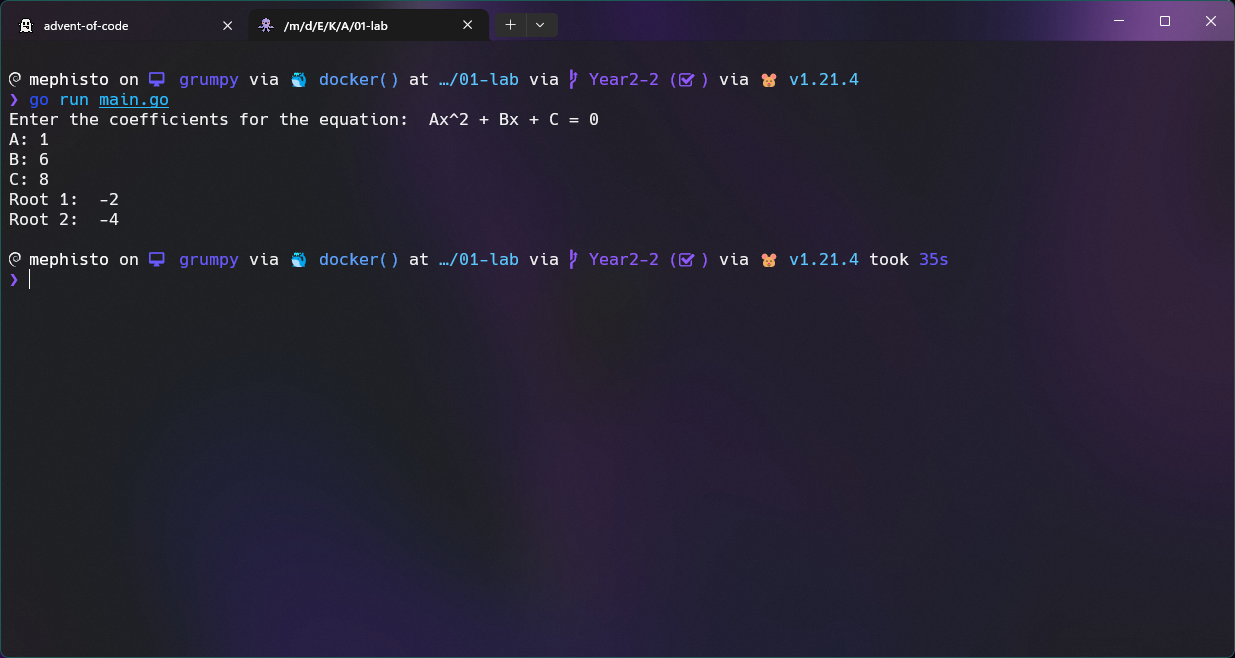 advent-of-code
/m/d/E/K/A/01-lab
mephisto on grumpy via docker() at …/01-lab via Year2-2 ( ) via v1.21.4
❯ go run main.go
Enter the coefficients for the equation:  Ax^2 + Bx + C = 0
A: 1
B: 6
C: 8
Root 1:  -2
Root 2:  -4
mephisto on grumpy via docker() at …/01-lab via Year2-2 ( ) via v1.21.4 took 35s
❯